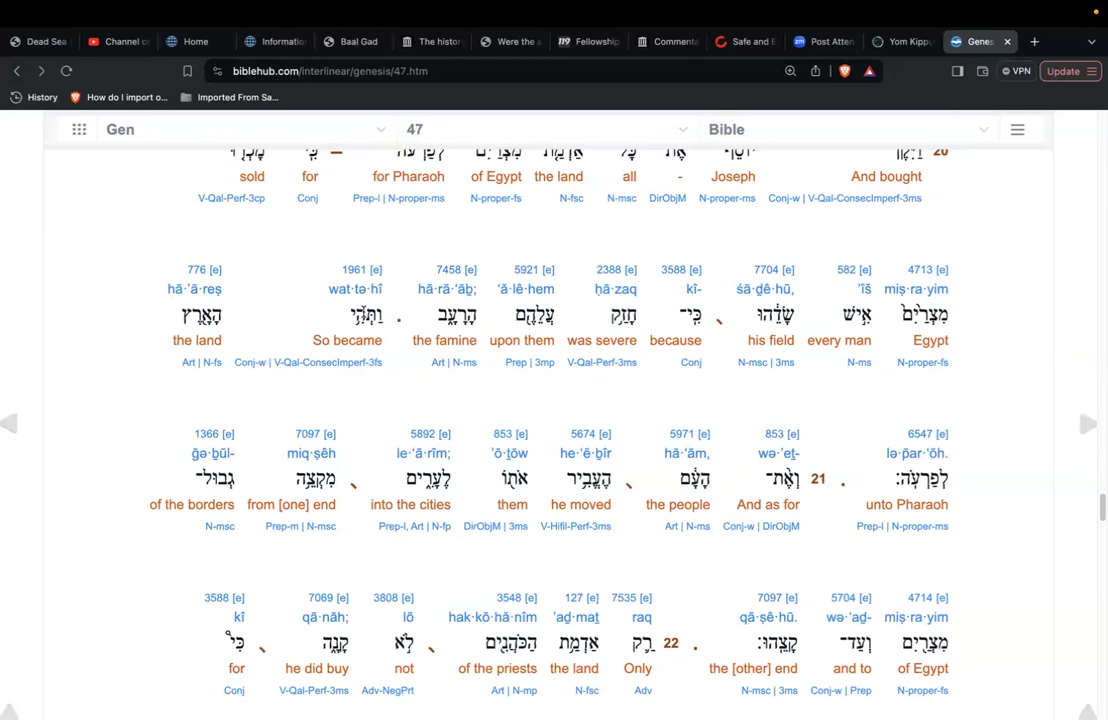 Dead Sea
Channel c
Home
Informatio
Baal Gad
The histor
Were the a
119 Fellowship
Commenta
Safe and E
zm Post Atten
Yom Kippu
Genes
biblehub.com/interlinear/genesis/47.htm
VPN
Update
History
How do I import o...
Imported From Sa...
Gen 47 Bible
20
sold for for Pharaoh of Egypt the land all - Joseph And bought
V-Qal-Perf-3cp Conj Prep-l | N-proper-ms N-proper-fs N-fsc N-msc DirObjM N-proper-ms Conj-w | V-Qal-ConsecImperf-3ms
776 [e] 1961 [e] 7458 [e] 5921 [e] 2388 [e] 3588 [e] 7704 [e] 582 [e] 4713 [e]
hā·’ā·reṣ wat·tə·hî hā·rā·‘āḇ; ‘ă·lê·hem ḥā·zaq kî- śā·ḏê·hū, ’îš miṣ·ra·yim
מִצְרַ֙יִם֙ אִ֣ישׁ שָׂדֵ֔הוּ ، כִּֽי־ חָזַ֥ק עֲלֵהֶ֖ם הָרָעָ֑ב . וַתְּהִ֥י הָאָ֖רֶץ
the land So became the famine upon them was severe because his field every man Egypt
Art | N-fs Conj-w | V-Qal-ConsecImperf-3fs Art | N-ms Prep | 3mp V-Qal-Perf-3ms Conj N-msc | 3ms N-ms N-proper-fs
1366 [e] 7097 [e] 5892 [e] 853 [e] 5674 [e] 5971 [e] 853 [e] 6547 [e]
ḡə·ḇūl- miq·ṣêh le·‘ā·rîm; ’ō·ṯōw he·‘ĕ·ḇîr hā·‘ām, wə·’eṯ- lə·p̄ar·‘ōh.
לְפַרְעֹֽה׃ . 21 וְאֶ֨ת־ הָעָ֔ם ، הֶעֱבִ֥יר אֹת֖וֹ לֶעָרִ֑ים ، מִקְצֵ֥ה גְבוּל־
of the borders from [one] end into the cities them he moved the people And as for unto Pharaoh
N-msc Prep-m | N-msc Prep-l, Art | N-fp DirObjM | 3ms V-Hifil-Perf-3ms Art | N-ms Conj-w | DirObjM Prep-l | N-proper-ms
3588 [e] 7069 [e] 3808 [e] 3548 [e] 127 [e] 7535 [e] 7097 [e] 5704 [e] 4714 [e]
kî qā·nāh; lō hak·kō·hă·nîm ’aḏ·maṯ raq qā·ṣê·hū. wə·‘aḏ- miṣ·ra·yim
מִצְרַ֖יִם וְעַד־ קָצֵֽהוּ׃ . 22 רַ֛ק אַדְמַ֥ת הַכֹּהֲנִ֖ים ، לֹ֣א קָנָ֑ה ، כִּי֩
for he did buy not of the priests the land Only the [other] end and to of Egypt
Conj V-Qal-Perf-3ms Adv-NegPrt Art | N-mp N-fsc Adv N-msc | 3ms Conj-w | Prep N-proper-fs